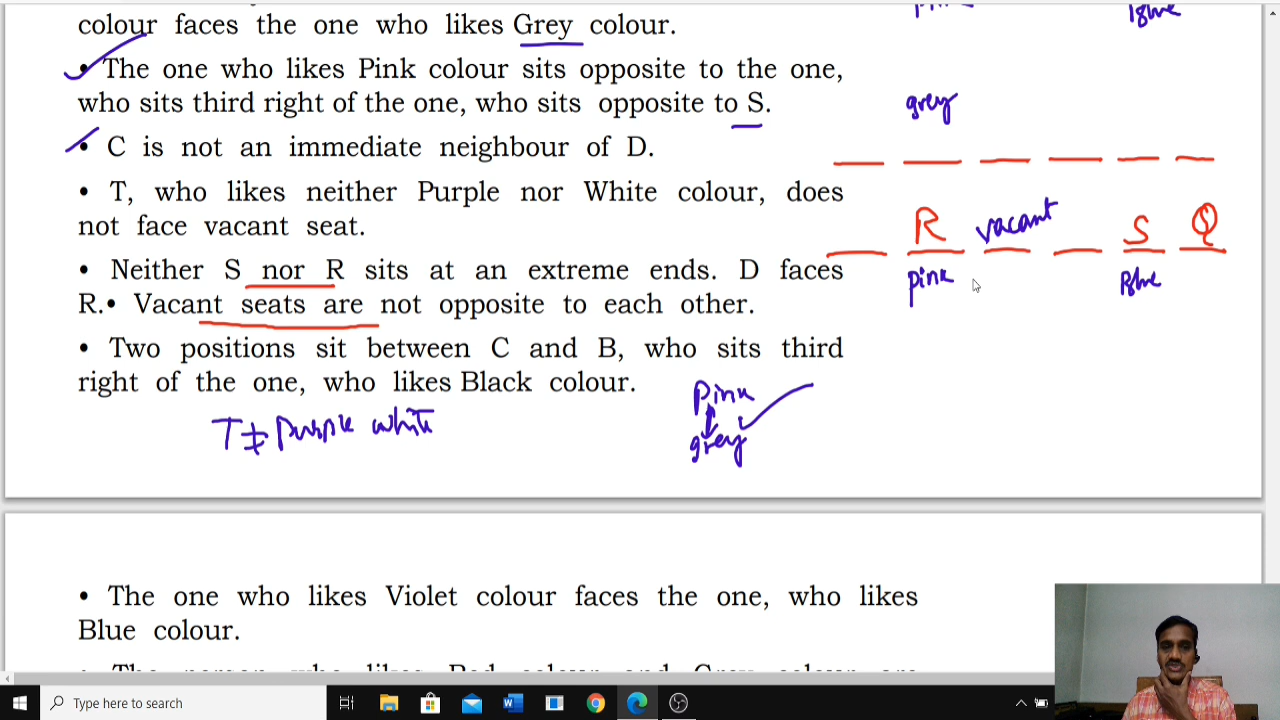 colour faces the one who likes Grey colour.
• The one who likes Pink colour sits opposite to the one,
who sits third right of the one, who sits opposite to S.
• C is not an immediate neighbour of D.
• T, who likes neither Purple nor White colour, does
not face vacant seat.
• Neither S nor R sits at an extreme ends. D faces
R.• Vacant seats are not opposite to each other.
• Two positions sit between C and B, who sits third
right of the one, who likes Black colour.
T ≠ Purple white
Pink
grey
Blue
grey
R vacant S Q
Pink Blue
• The one who likes Violet colour faces the one, who likes
Blue colour.
Type here to search